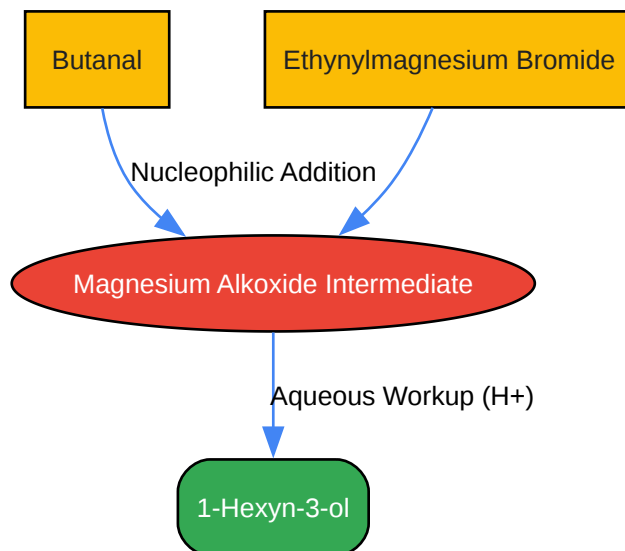 Butanal
Ethynylmagnesium Bromide
Nucleophilic Addition
Magnesium Alkoxide Intermediate
Aqueous Workup (H+)
1-Hexyn-3-ol